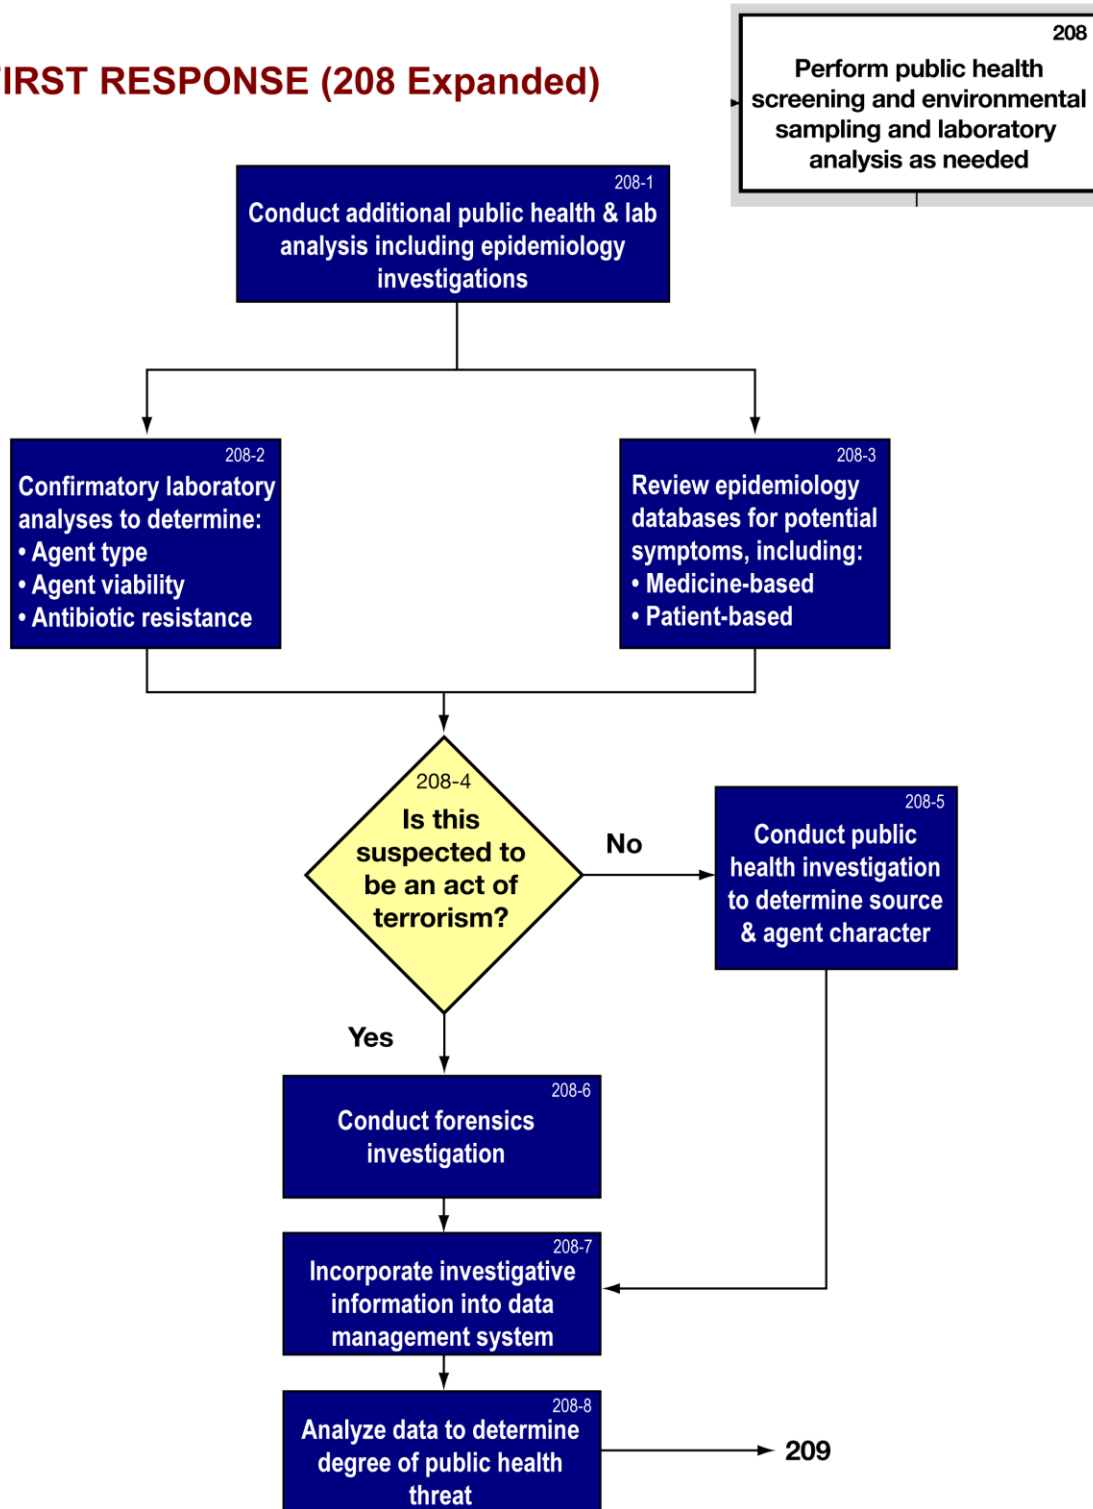 FIRST RESPONSE (208 Expanded)
208
Perform public health
screening and environmental
sampling and laboratory
analysis as needed
208-1
Conduct additional public health & lab
analysis including epidemiology
investigations
208-2
Confirmatory laboratory
analyses to determine:
• Agent type
• Agent viability
• Antibiotic resistance
208-3
Review epidemiology
databases for potential
symptoms, including:
• Medicine-based
• Patient-based
208-4
Is this
suspected to
be an act of
terrorism?
No
208-5
Conduct public
health investigation
to determine source
& agent character
Yes
208-6
Conduct forensics
investigation
208-7
Incorporate investigative
information into data
management system
208-8
Analyze data to determine
degree of public health
threat
209